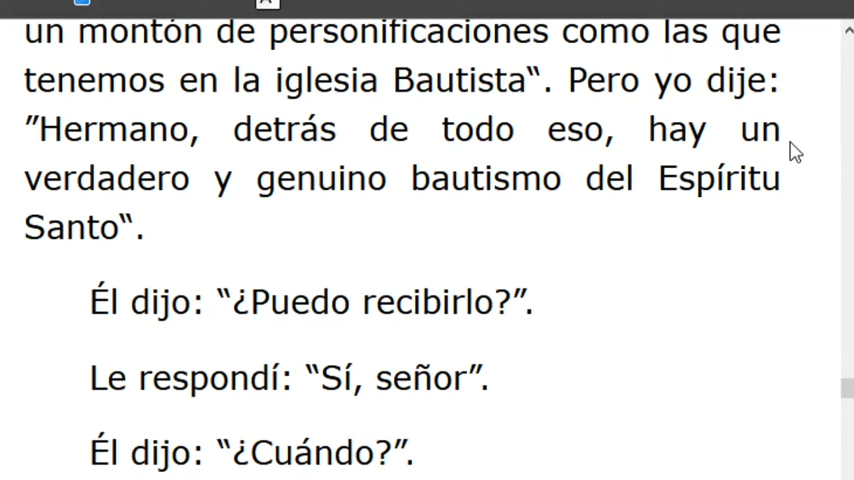 un montón de personificaciones como las que
tenemos en la iglesia Bautista‟. Pero yo dije:
”Hermano, detrás de todo eso, hay un
verdadero y genuino bautismo del Espíritu
Santo‟.
Él dijo: “¿Puedo recibirlo?”.
Le respondí: “Sí, señor”.
Él dijo: “¿Cuándo?”.